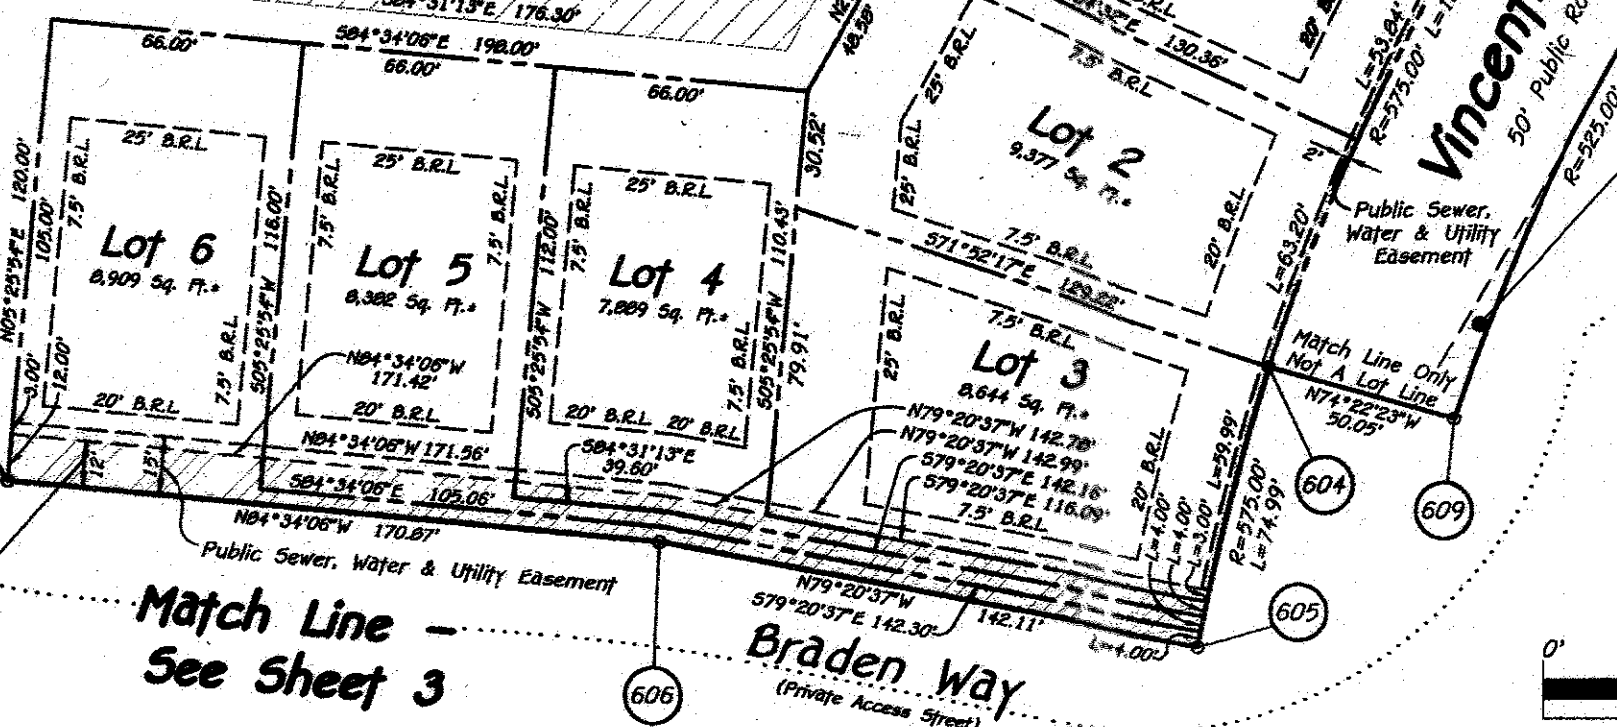 S84°31'13"E 176.30'
66.00'
S84°34'06"E 198.00'
66.00'
66.00'
48.58'
30.52'
130.36'
20' B.R.L.
L=53.84'
R=575.00'
Vincent
50' Public
R=525.00'
7.5' B.R.L
25' B.R.L
25' B.R.L.
Lot 2
9,377 Sq. Ft.±
20' B.R.L
7.5' B.R.L
2'
L=63.20'
Public Sewer,
Water & Utility
Easement
N05°25'54"E 120.00'
105.00'
3.00'
12.00'
25' B.R.L
7.5' B.R.L
Lot 6
8,909 Sq. Ft.±
7.5' B.R.L
20' B.R.L
S05°25'54"W 116.00'
25' B.R.L
7.5' B.R.L
7.5' B.R.L
Lot 5
8,382 Sq. Ft.±
20' B.R.L
S05°25'54"W 112.00'
25' B.R.L
7.5' B.R.L
Lot 4
7,889 Sq. Ft.±
7.5' B.R.L
20' B.R.L 20' B.R.L
S05°25'54"W 110.43'
79.91'
S71°52'17"E 129.22'
7.5' B.R.L
25' B.R.L
Lot 3
8,644 Sq. Ft.±
20' B.R.L
7.5' B.R.L
N84°34'06"W
171.42'
N84°34'06"W 171.56'
S84°31'13"E
39.60'
N79°20'37"W 142.78'
N79°20'37"W 142.99'
S79°20'37"E 142.16'
S79°20'37"E 116.09'
S84°34'06"E 105.06'
12'
15'
N84°34'06"W 170.67'
Public Sewer, Water & Utility Easement
N79°20'37"W
142.11'
S79°20'37"E 142.30'
L=4.00'
L=4.00'
L=3.00'
L=59.99'
R=575.00'
L=74.99'
L=4.00'
Match Line Only
Not A Lot Line
N74°22'23"W
50.05'
604
609
605
606
Match Line -
See Sheet 3
Braden Way
(Private Access Street)
0'